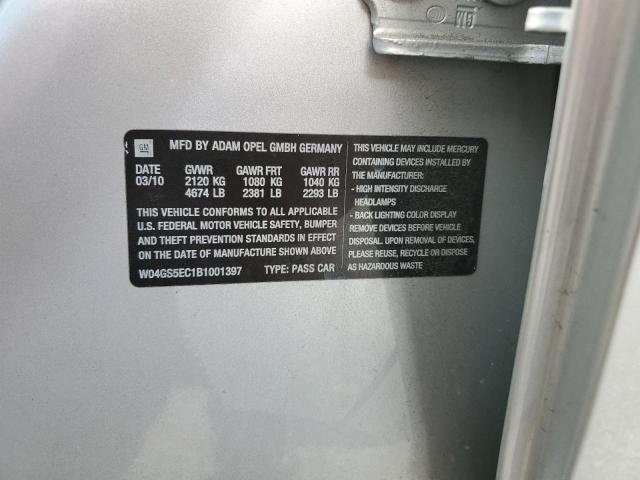 GM
MFD BY ADAM OPEL GMBH GERMANY
DATE GVWR GAWR FRT GAWR RR
03/10 2120 KG 1080 KG 1040 KG
4674 LB 2381 LB 2293 LB
THIS VEHICLE CONFORMS TO ALL APPLICABLE
U.S. FEDERAL MOTOR VEHICLE SAFETY, BUMPER
AND THEFT PREVENTION STANDARDS IN EFFECT
ON THE DATE OF MANUFACTURE SHOWN ABOVE
W04GS5EC1B1001397 TYPE: PASS CAR
THIS VEHICLE MAY INCLUDE MERCURY
CONTAINING DEVICES INSTALLED BY
THE MANUFACTURER:
- HIGH INTENSITY DISCHARGE
HEADLAMPS
- BACK LIGHTING COLOR DISPLAY
REMOVE DEVICES BEFORE VEHICLE
DISPOSAL. UPON REMOVAL OF DEVICES,
PLEASE REUSE, RECYCLE OR DISPOSE
AS HAZARDOUS WASTE